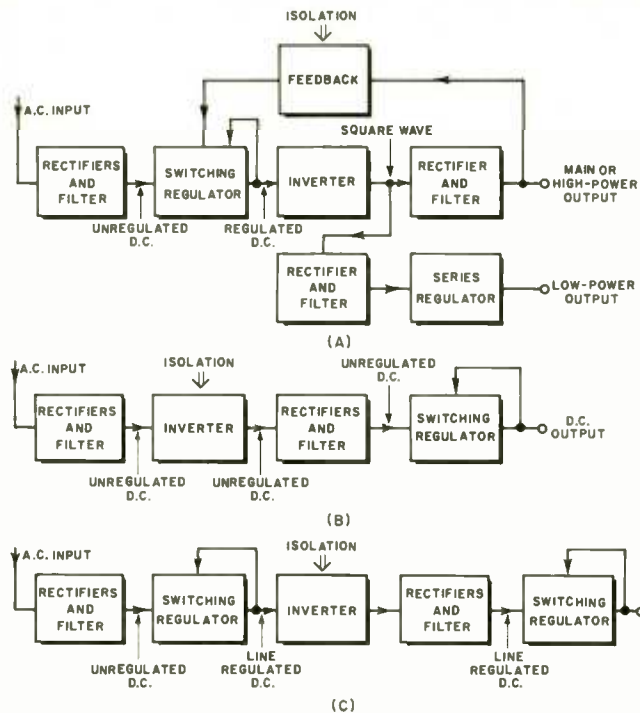 ISOLATION
FEEDBACK
A.C. INPUT
SQUARE WAVE
RECTIFIERS
AND
FILTER
SWITCHING
REGULATOR
INVERTER
RECTIFIER
AND
FILTER
MAIN OR
HIGH-POWER
OUTPUT
UNREGULATED
D.C.
REGULATED
D.C.
RECTIFIER
AND
FILTER
SERIES
REGULATOR
LOW-POWER
OUTPUT
(A)
A.C. INPUT
ISOLATION
UNREGULATED
D.C.
RECTIFIERS
AND
FILTER
INVERTER
RECTIFIERS
AND
FILTER
SWITCHING
REGULATOR
D.C.
OUTPUT
UNREGULATED
D.C.
UNREGULATED
D.C.
(B)
A.C. INPUT
ISOLATION
RECTIFIERS
AND
FILTER
SWITCHING
REGULATOR
INVERTER
RECTIFIERS
AND
FILTER
SWITCHING
REGULATOR
UNREGULATED
D.C.
LINE
REGULATED
D.C.
LINE
REGULATED
D.C.
(C)